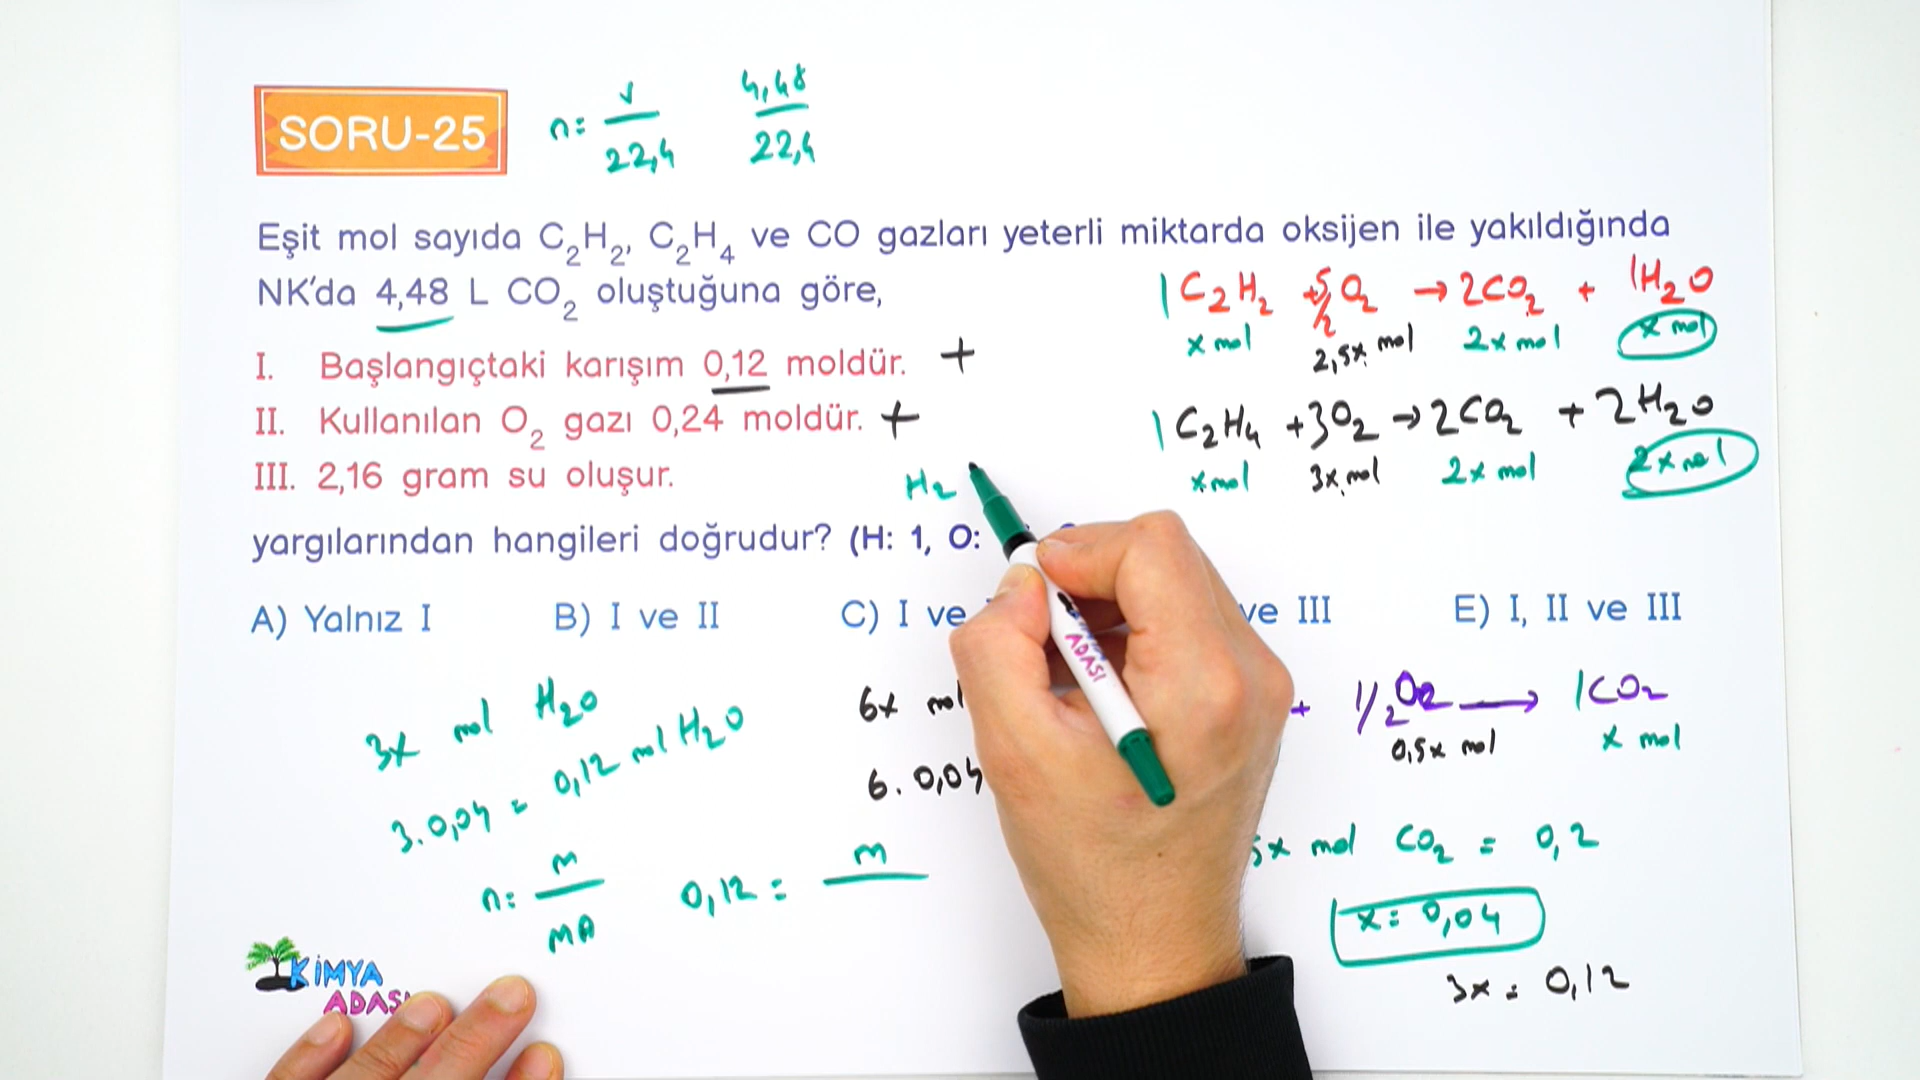 SORU-25
n= v/22,4 4,48/22,4
Eşit mol sayıda C₂H₂, C₂H₄ ve CO gazları yeterli miktarda oksijen ile yakıldığında
NK'da 4,48 L CO₂ oluştuğuna göre,
1C₂H₂ + 5/2 O₂ → 2CO₂ + 1H₂O
x mol 2,5x mol 2x mol x mol
I. Başlangıçtaki karışım 0,12 moldür. +
II. Kullanılan O₂ gazı 0,24 moldür. +
1C₂H₄ + 3O₂ → 2CO₂ + 2H₂O
x mol 3x mol 2x mol 2x mol
III. 2,16 gram su oluşur.
H₂
yargılarından hangileri doğrudur? (H: 1, O:
A) Yalnız I B) I ve II C) I ve ve III E) I, II ve III
3x mol H₂O
3.0,04 = 0,12 mol H₂O
n= m/MA 0,12 = m
6x mol
6.0,04
+ 1/2O₂ → 1CO₂
0,5x mol x mol
5x mol CO₂ = 0,2
x= 0,04
3x = 0,12
KİMYA
ADASI
ADASI